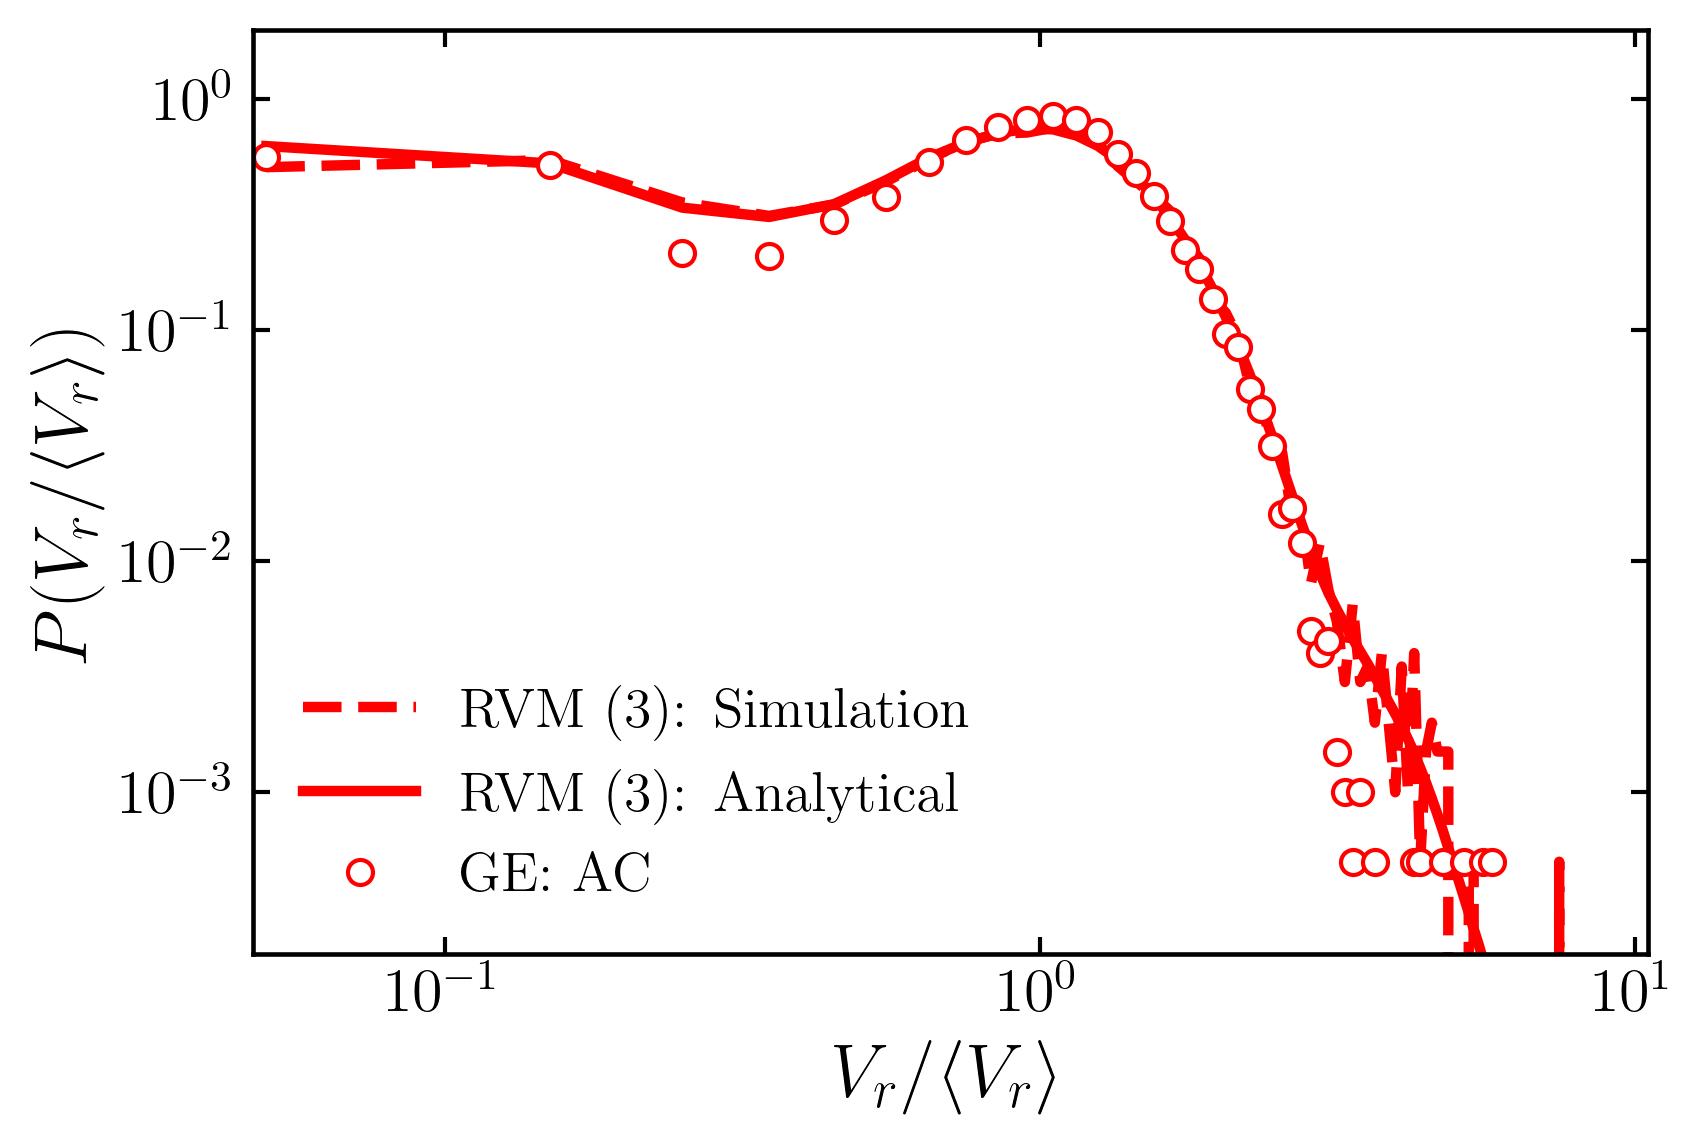 10^0
10^{-1}
10^{-2}
10^{-3}
P(V_r/⟨V_r⟩)
RVM (3): Simulation
RVM (3): Analytical
GE: AC
10^{-1} 10^0 10^1
V_r/⟨V_r⟩